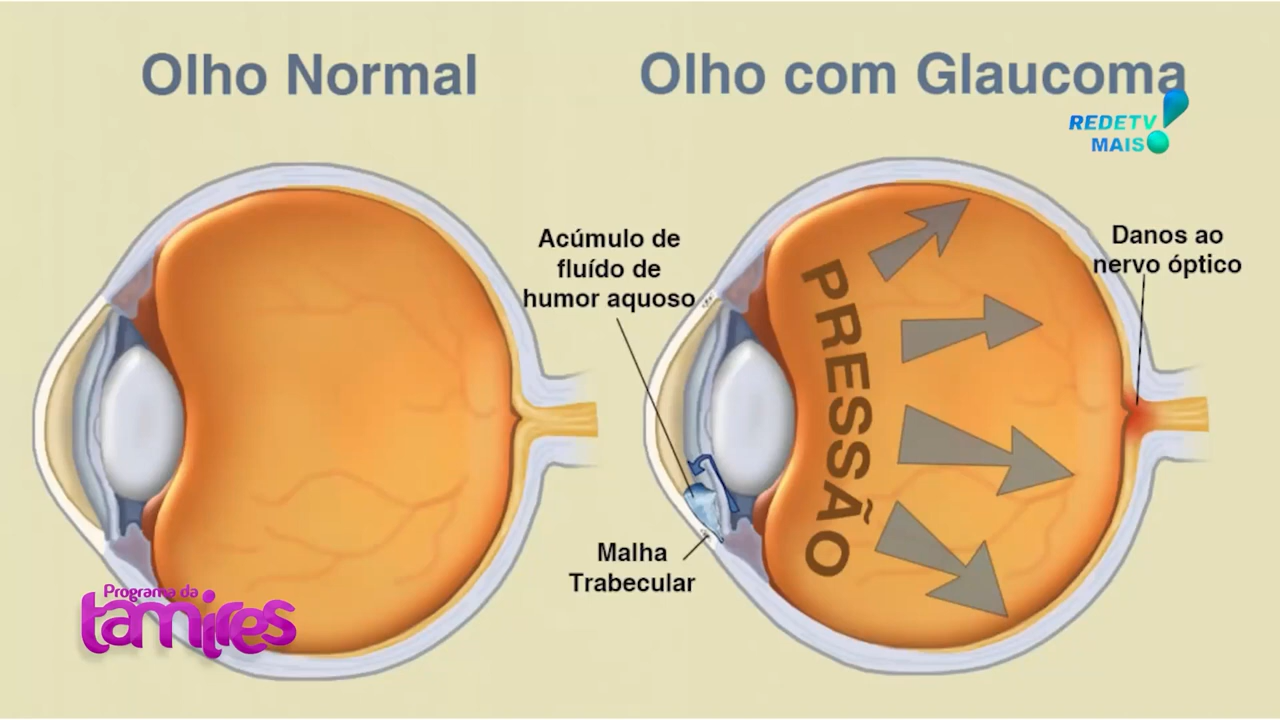 Olho Normal
Olho com Glaucoma
REDETV
MAIS
Acúmulo de
fluído de
humor aquoso
Danos ao
nervo óptico
PRESSÃO
Malha
Trabecular
Programa da
tamires